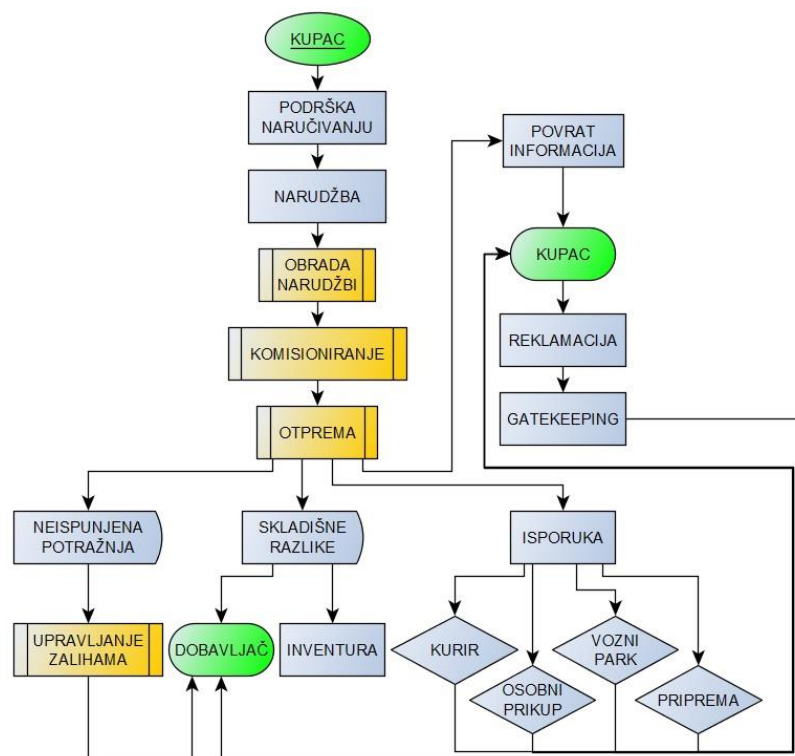 KUPAC
PODRŠKA
NARUČIVANJU
NARUDŽBA
OBRADA
NARUDŽBI
KOMISIONIRANJE
OTPREMA
POVRAT
INFORMACIJA
KUPAC
REKLAMACIJA
GATEKEEPING
NEISPUNJENA
POTRAŽNJA
SKLADIŠNE
RAZLIKE
ISPORUKA
UPRAVLJANJE
ZALIHAMA
DOBAVLJAČ
INVENTURA
KURIR
OSOBNI
PRIKUP
VOZNI
PARK
PRIPREMA